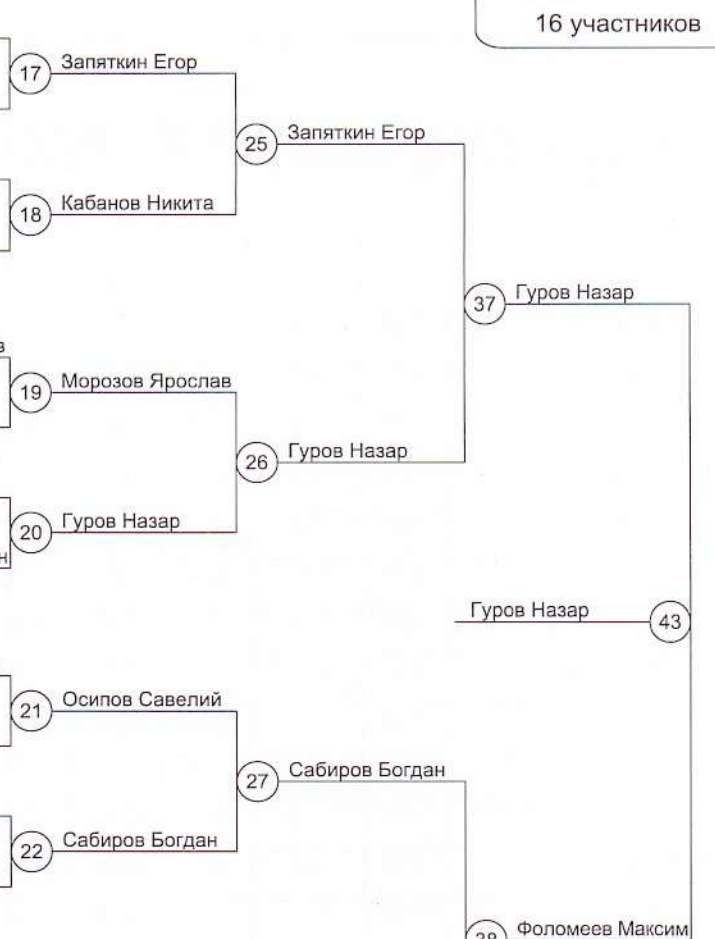 16 участников
17 Запяткин Егор
25 Запяткин Егор
18 Кабанов Никита
37 Гуров Назар
в
19 Морозов Ярослав
26 Гуров Назар
20 Гуров Назар
н
Гуров Назар 43
21 Осипов Савелий
27 Сабиров Богдан
22 Сабиров Богдан
38 Фоломеев Максим